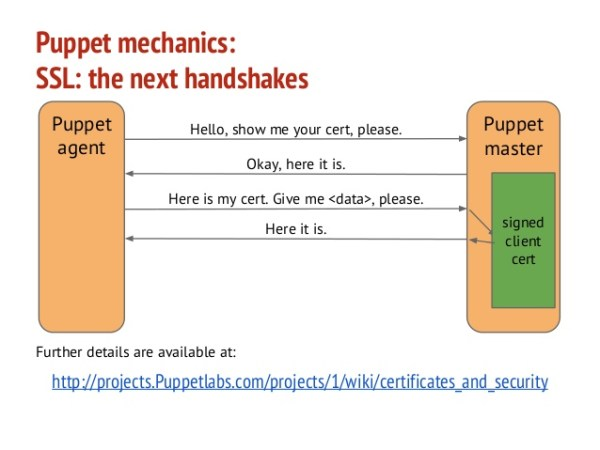 Puppet mechanics:
SSL: the next handshakes
Puppet
agent
Hello, show me your cert, please.
Okay, here it is.
Here is my cert. Give me <data>, please.
Here it is.
Puppet
master
signed
client
cert
Further details are available at:
http://projects.Puppetlabs.com/projects/1/wiki/certificates_and_security